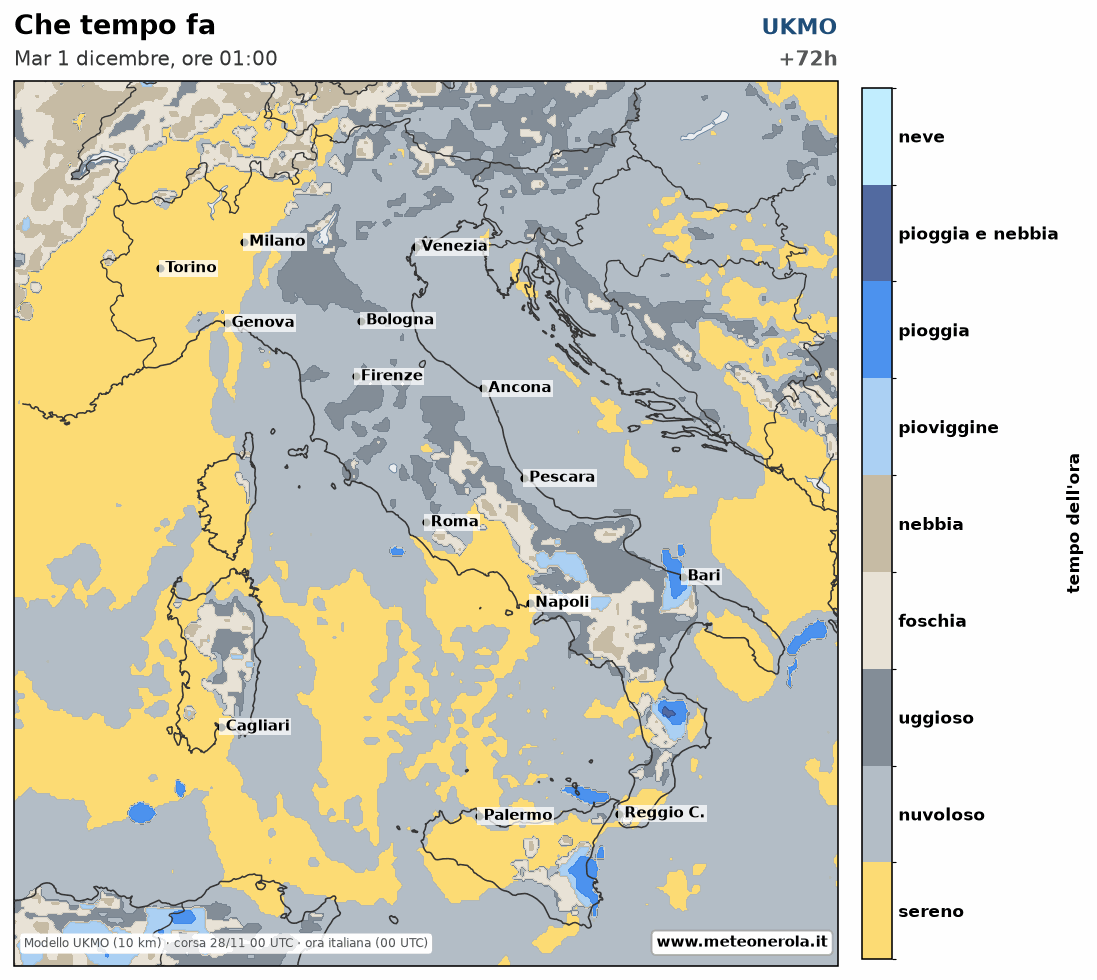 Che tempo fa
UKMO
Mar 1 dicembre, ore 01:00
+72h
neve
pioggia e nebbia
pioggia
pioviggine
nebbia
foschia
uggioso
nuvoloso
sereno
tempo dell'ora
Milano
Venezia
Torino
Genova
Bologna
Firenze
Ancona
Pescara
Roma
Bari
Napoli
Cagliari
Palermo
Reggio C.
Modello UKMO (10 km) · corsa 28/11 00 UTC · ora italiana (00 UTC)
www.meteonerola.it